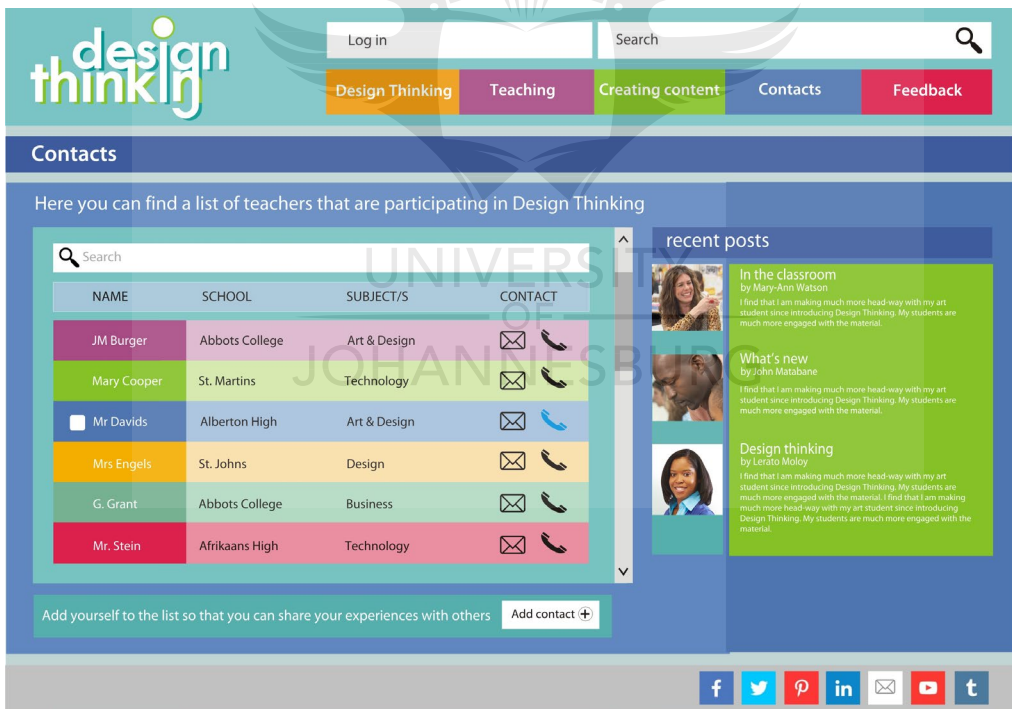 design
thinking
Log in
Search
Design Thinking
Teaching
Creating content
Contacts
Feedback
Contacts
Here you can find a list of teachers that are participating in Design Thinking
Search
NAME SCHOOL SUBJECT/S CONTACT
JM Burger Abbots College Art & Design
Mary Cooper St. Martins Technology
Mr Davids Alberton High Art & Design
Mrs Engels St. Johns Design
G. Grant Abbots College Business
Mr. Stein Afrikaans High Technology
Add yourself to the list so that you can share your experiences with others
Add contact
recent posts
In the classroom
by Mary-Ann Watson
I find that I am making much more head-way with my art
student since introducing Design Thinking. My students are
much more engaged with the material.
What's new
by John Matabane
I find that I am making much more head-way with my art
student since introducing Design Thinking. My students are
much more engaged with the material.
Design thinking
by Lerato Moloy
I find that I am making much more head-way with my art
student since introducing Design Thinking. My students are
much more engaged with the material. I find that I am making
much more head-way with my art student since introducing
Design Thinking. My students are much more engaged with the
material.
UNIVERSITY
OF
JOHANNESBURG
f
in
t